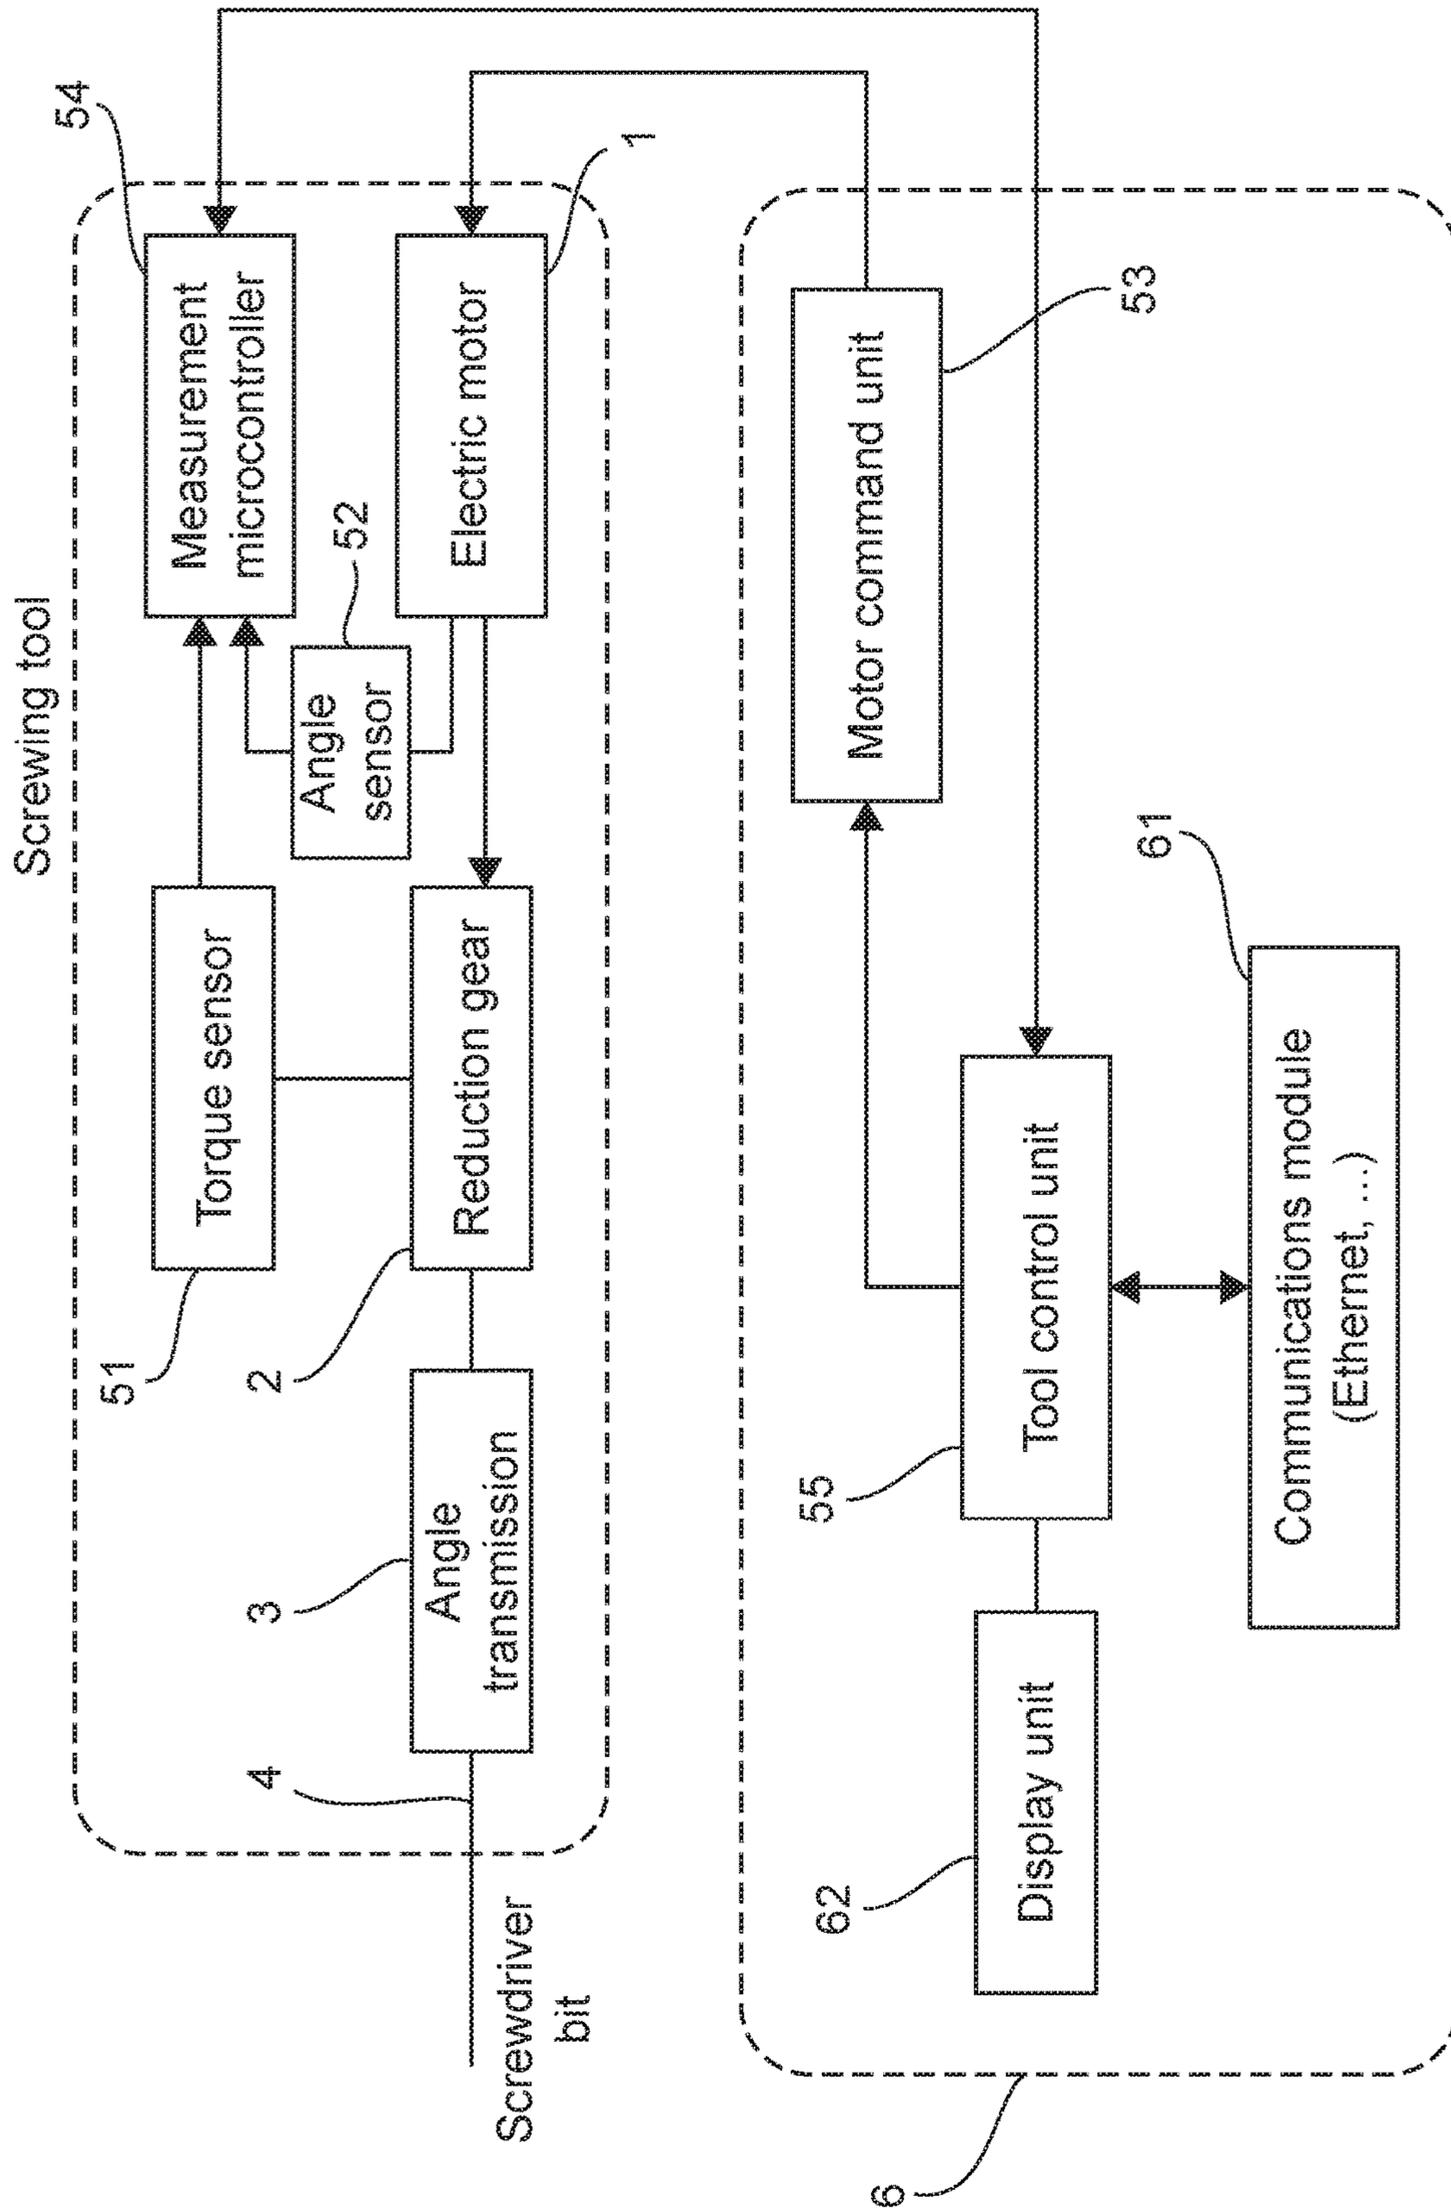 Screwing tool
51
Torque sensor
54
Measurement
microcontroller
52
Angle
sensor
2
3
4
Angle
transmission
Reduction gear
Electric motor
1
Screwdriver
bit
62
55
Motor command unit
53
Display unit
Tool control unit
61
Communications module
(Ethernet, ...)
6